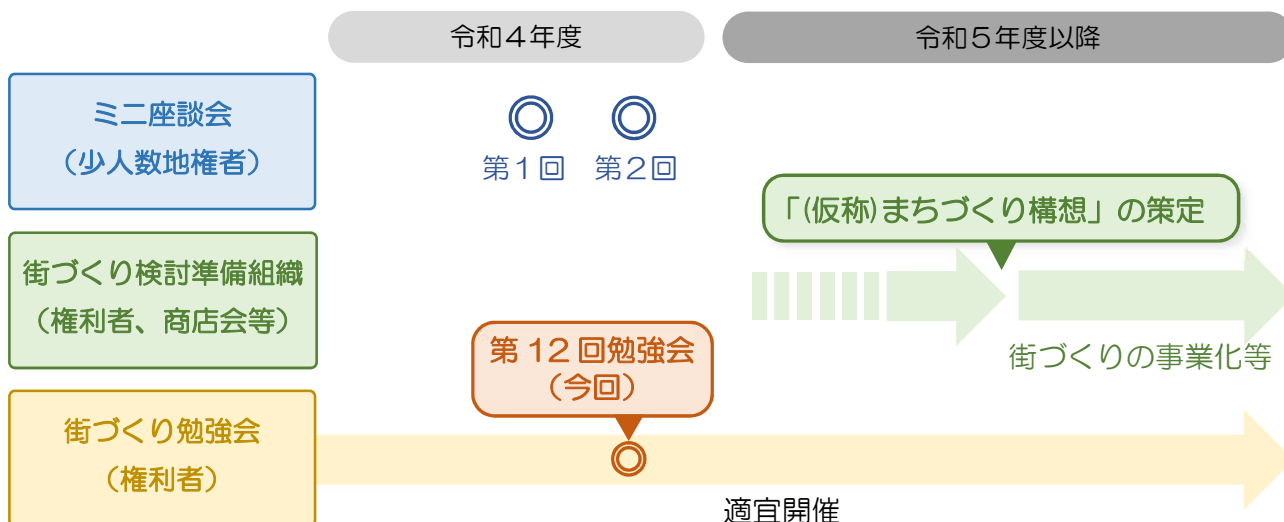 令和４年度
令和５年度以降
ミニ座談会
（少人数地権者）
第１回
第２回
「(仮称)まちづくり構想」の策定
街づくり検討準備組織
（権利者、商店会等）
街づくりの事業化等
第 12 回勉強会
（今回）
街づくり勉強会
（権利者）
適宜開催